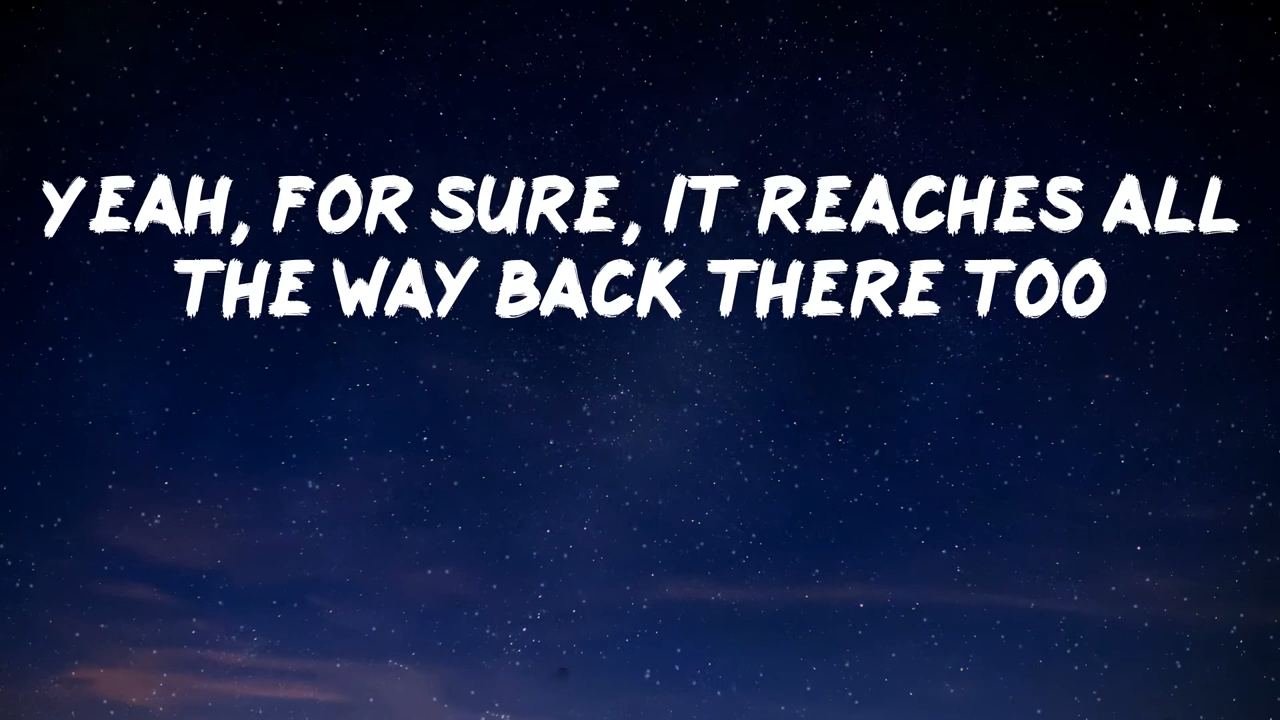 YEAH, FOR SURE, IT REACHES ALL
THE WAY BACK THERE TOO